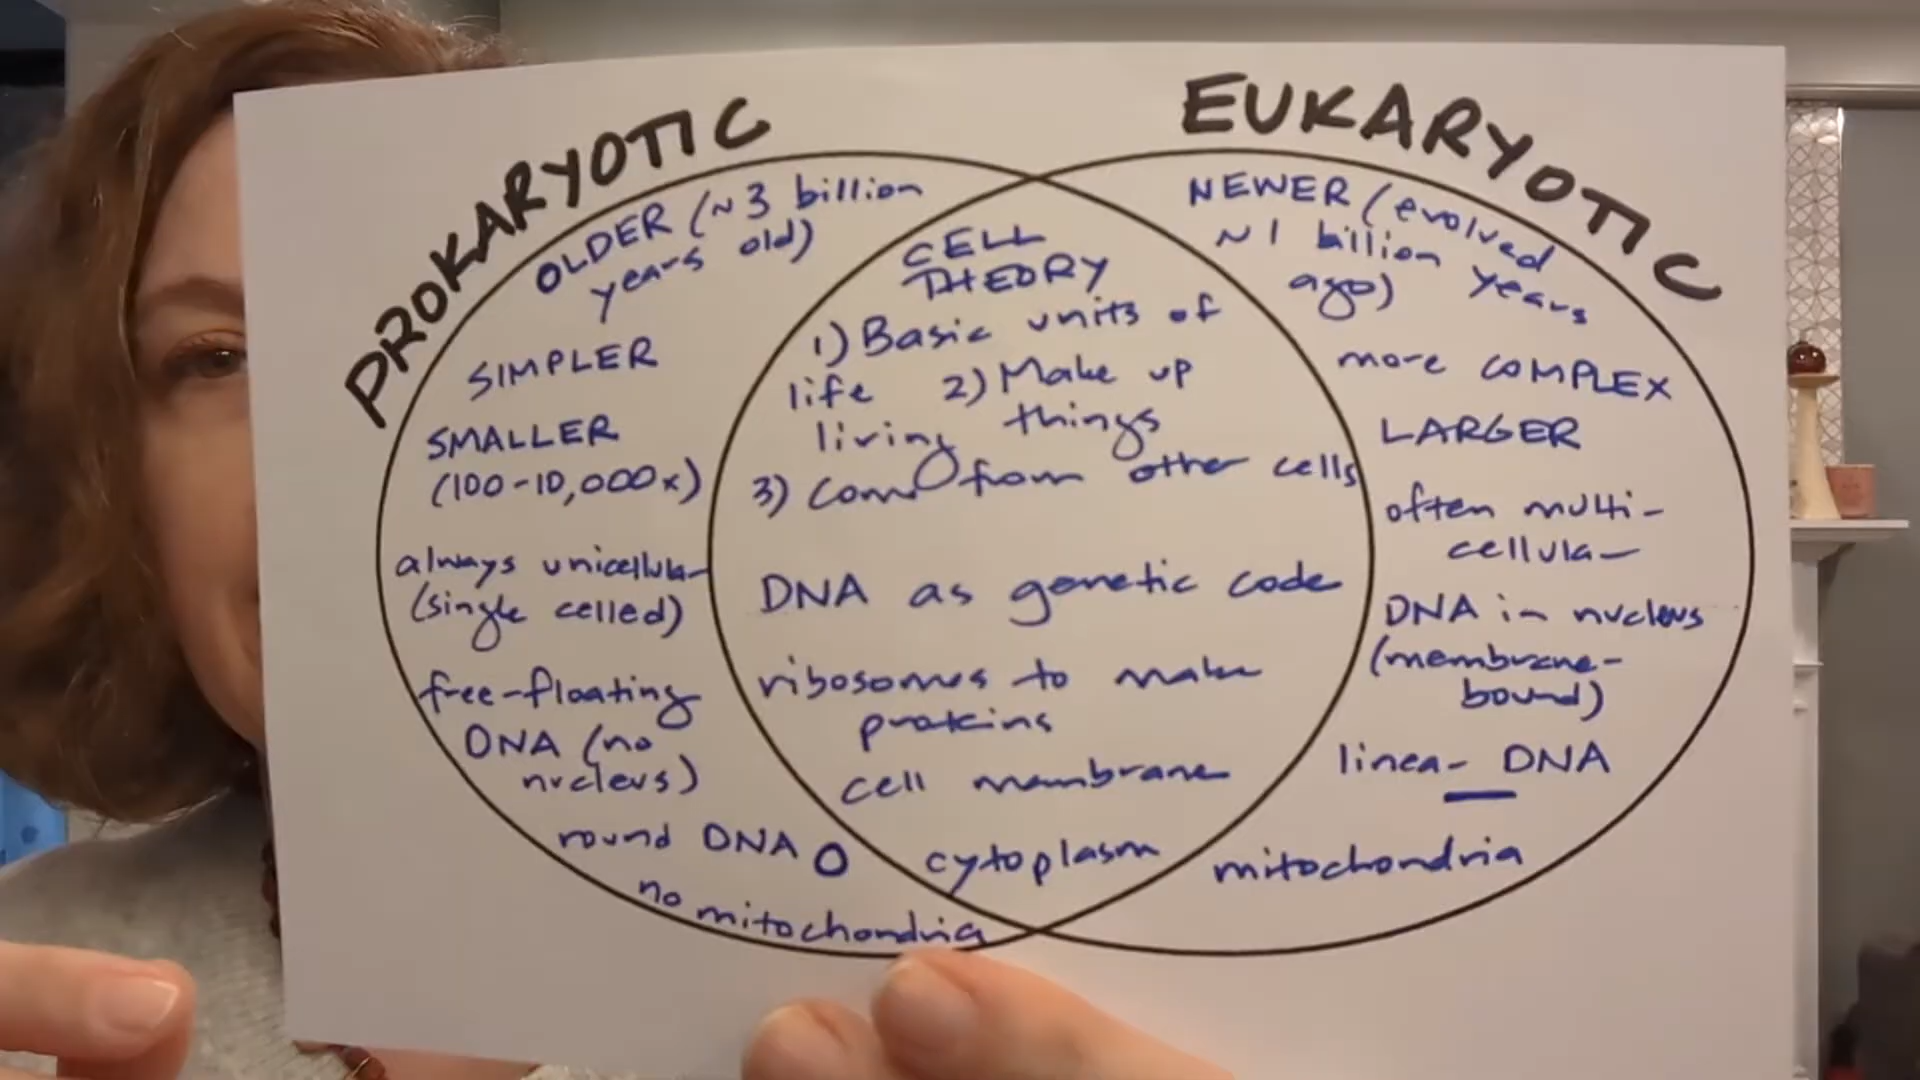 PROKARYOTIC
OLDER (~3 billion
years old)
SIMPLER
SMALLER
(100-10,000x)
always unicellular
(single celled)
free-floating
DNA (no
nucleus)
round DNA
no mitochondria
CELL
THEORY
1) Basic units of
life 2) Make up
living things
3) Come from other cells
DNA as genetic code
ribosomes to make
proteins
cell membrane
cytoplasm
EUKARYOTIC
NEWER (evolved
~1 billion years
ago)
more COMPLEX
LARGER
often multi-
cellular
DNA in nucleus
(membrane-
bound)
linear DNA
mitochondria